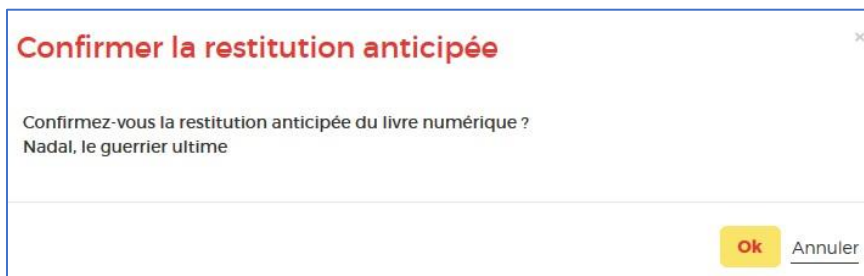 Confirmer la restitution anticipée
×
Confirmez-vous la restitution anticipée du livre numérique ?
Nadal, le guerrier ultime
Ok Annuler